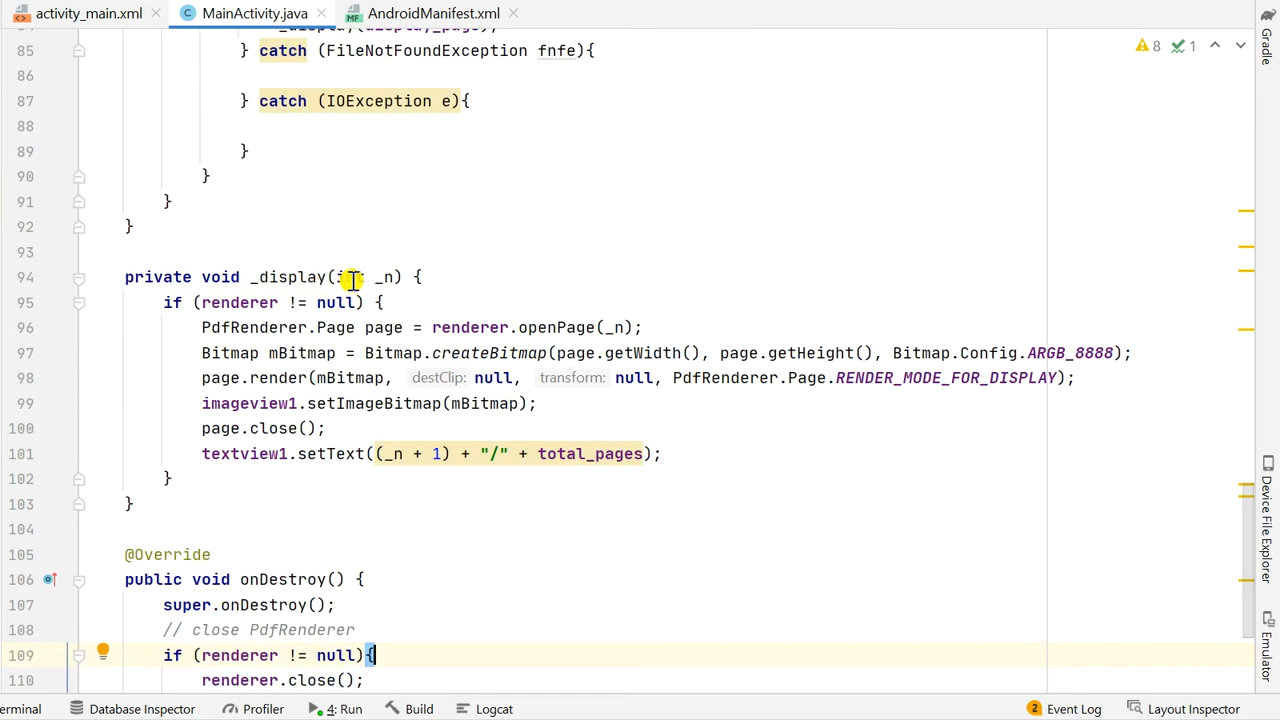 activity_main.xml MainActivity.java AndroidManifest.xml
_display(display_page);
85 } catch (FileNotFoundException fnfe){
8 1
86
87 } catch (IOException e){
88
89 }
90 }
91 }
92 }
93
94 private void _display(int _n) {
95 if (renderer != null) {
96 PdfRenderer.Page page = renderer.openPage(_n);
97 Bitmap mBitmap = Bitmap.createBitmap(page.getWidth(), page.getHeight(), Bitmap.Config.ARGB_8888);
98 page.render(mBitmap, destClip: null, transform: null, PdfRenderer.Page.RENDER_MODE_FOR_DISPLAY);
99 imageview1.setImageBitmap(mBitmap);
100 page.close();
101 textview1.setText((_n + 1) + "/" + total_pages);
102 }
103 }
104
105 @Override
106 public void onDestroy() {
107 super.onDestroy();
108 // close PdfRenderer
109 if (renderer != null){
110 renderer.close();
erminal Database Inspector Profiler 4: Run Build Logcat 2 Event Log Layout Inspector
Gradle
Device File Explorer
Emulator